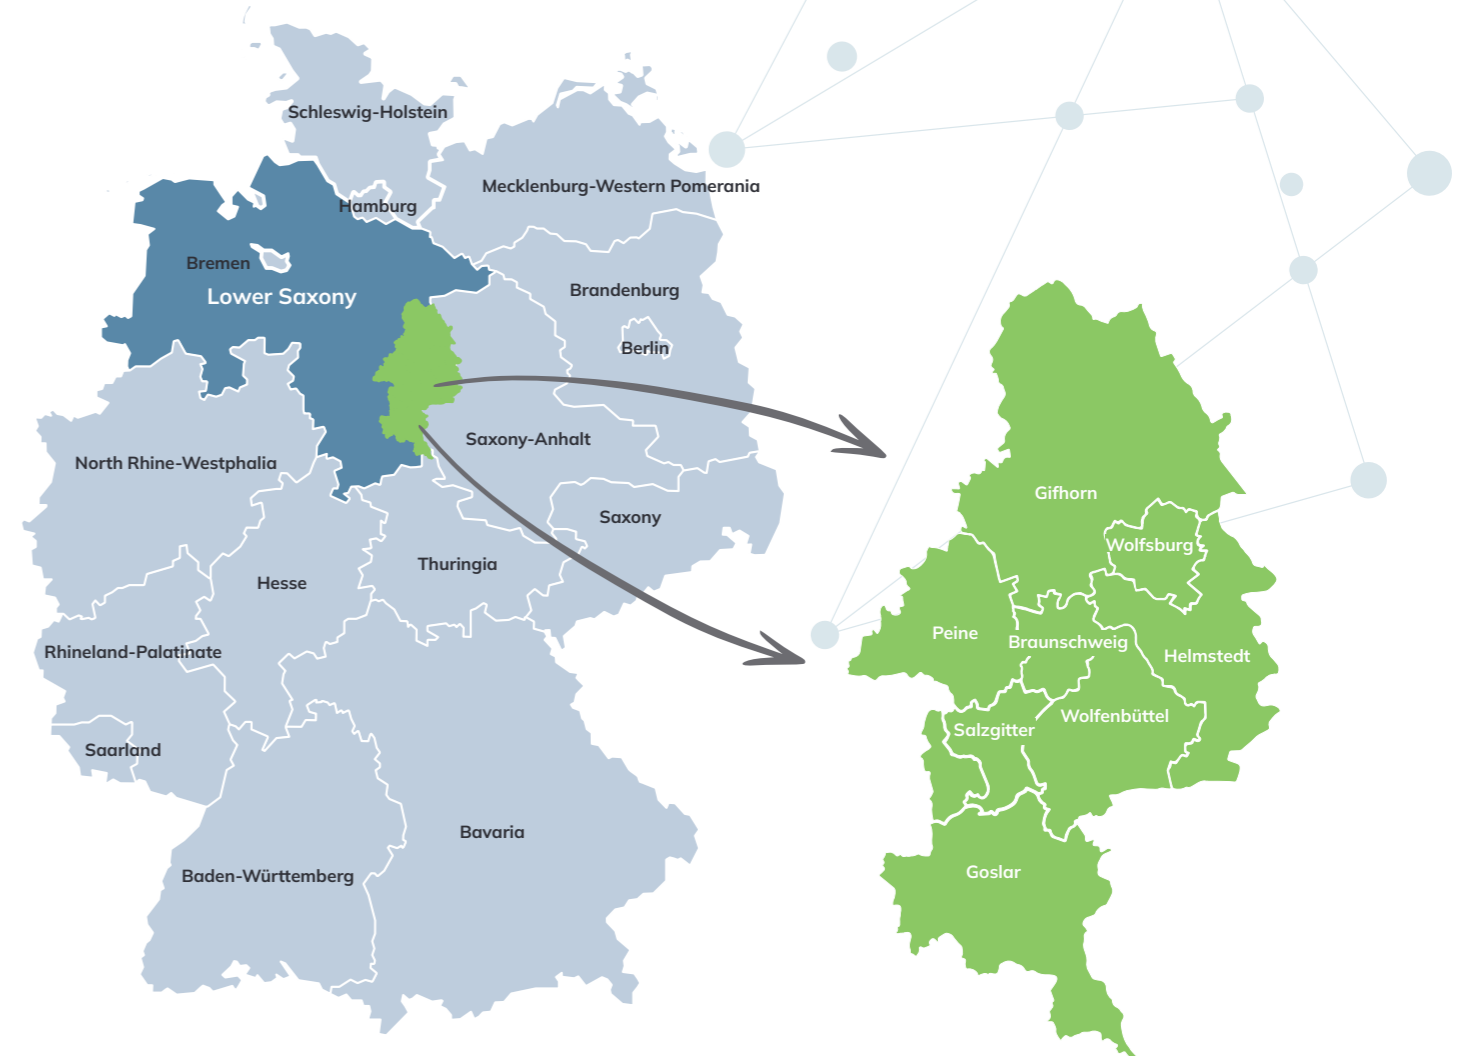 Schleswig-Holstein
Mecklenburg-Western Pomerania
Hamburg
Bremen
Lower Saxony
Brandenburg
Berlin
Saxony-Anhalt
North Rhine-Westphalia
Saxony
Thuringia
Hesse
Rhineland-Palatinate
Saarland
Bavaria
Baden-Württemberg
Gifhorn
Wolfsburg
Peine
Braunschweig
Helmstedt
Wolfenbüttel
Salzgitter
Goslar